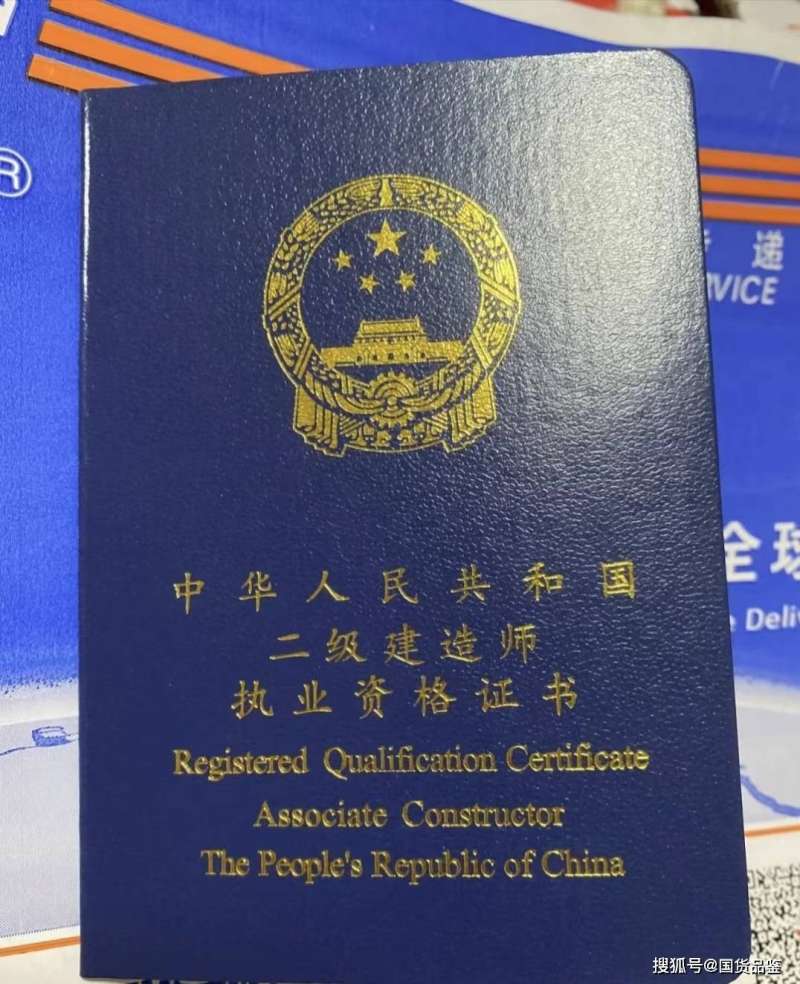 ®
递
VICE
中华人民共和国
二级建造师
执业资格证书
Registered Qualification Certificate
Associate Constructor
The People's Republic of China
全球
Deliv
搜狐号@国货品鉴